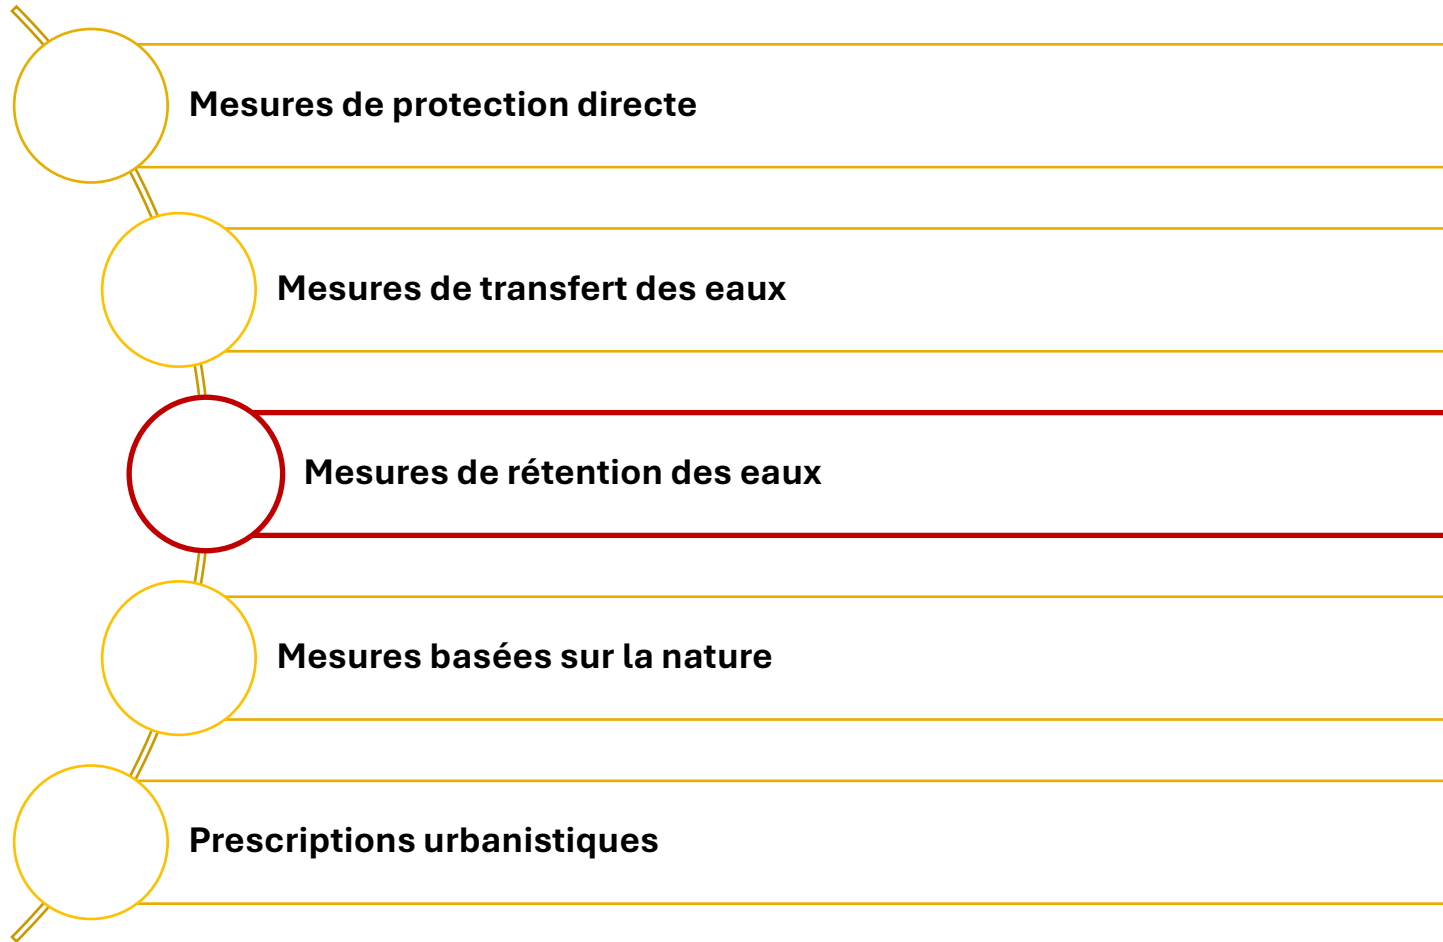 Mesures de protection directe
Mesures de transfert des eaux
Mesures de rétention des eaux
Mesures basées sur la nature
Prescriptions urbanistiques